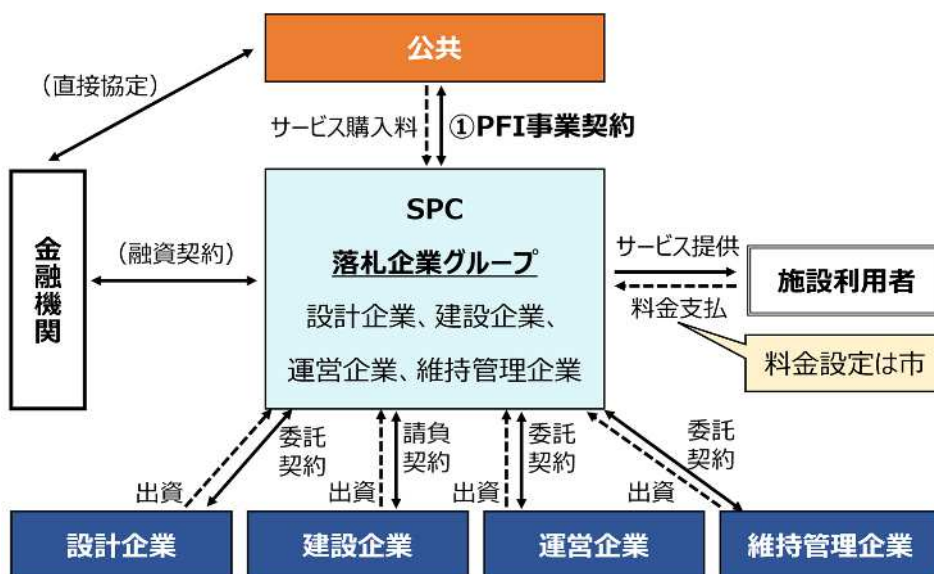 公共
(直接協定)
サービス購入料
①PFI事業契約
金融機関
(融資契約)
SPC
落札企業グループ
設計企業、建設企業、
運営企業、維持管理企業
サービス提供
料金支払
施設利用者
料金設定は市
委託
契約
出資
請負
契約
出資
委託
契約
出資
委託
契約
出資
設計企業
建設企業
運営企業
維持管理企業